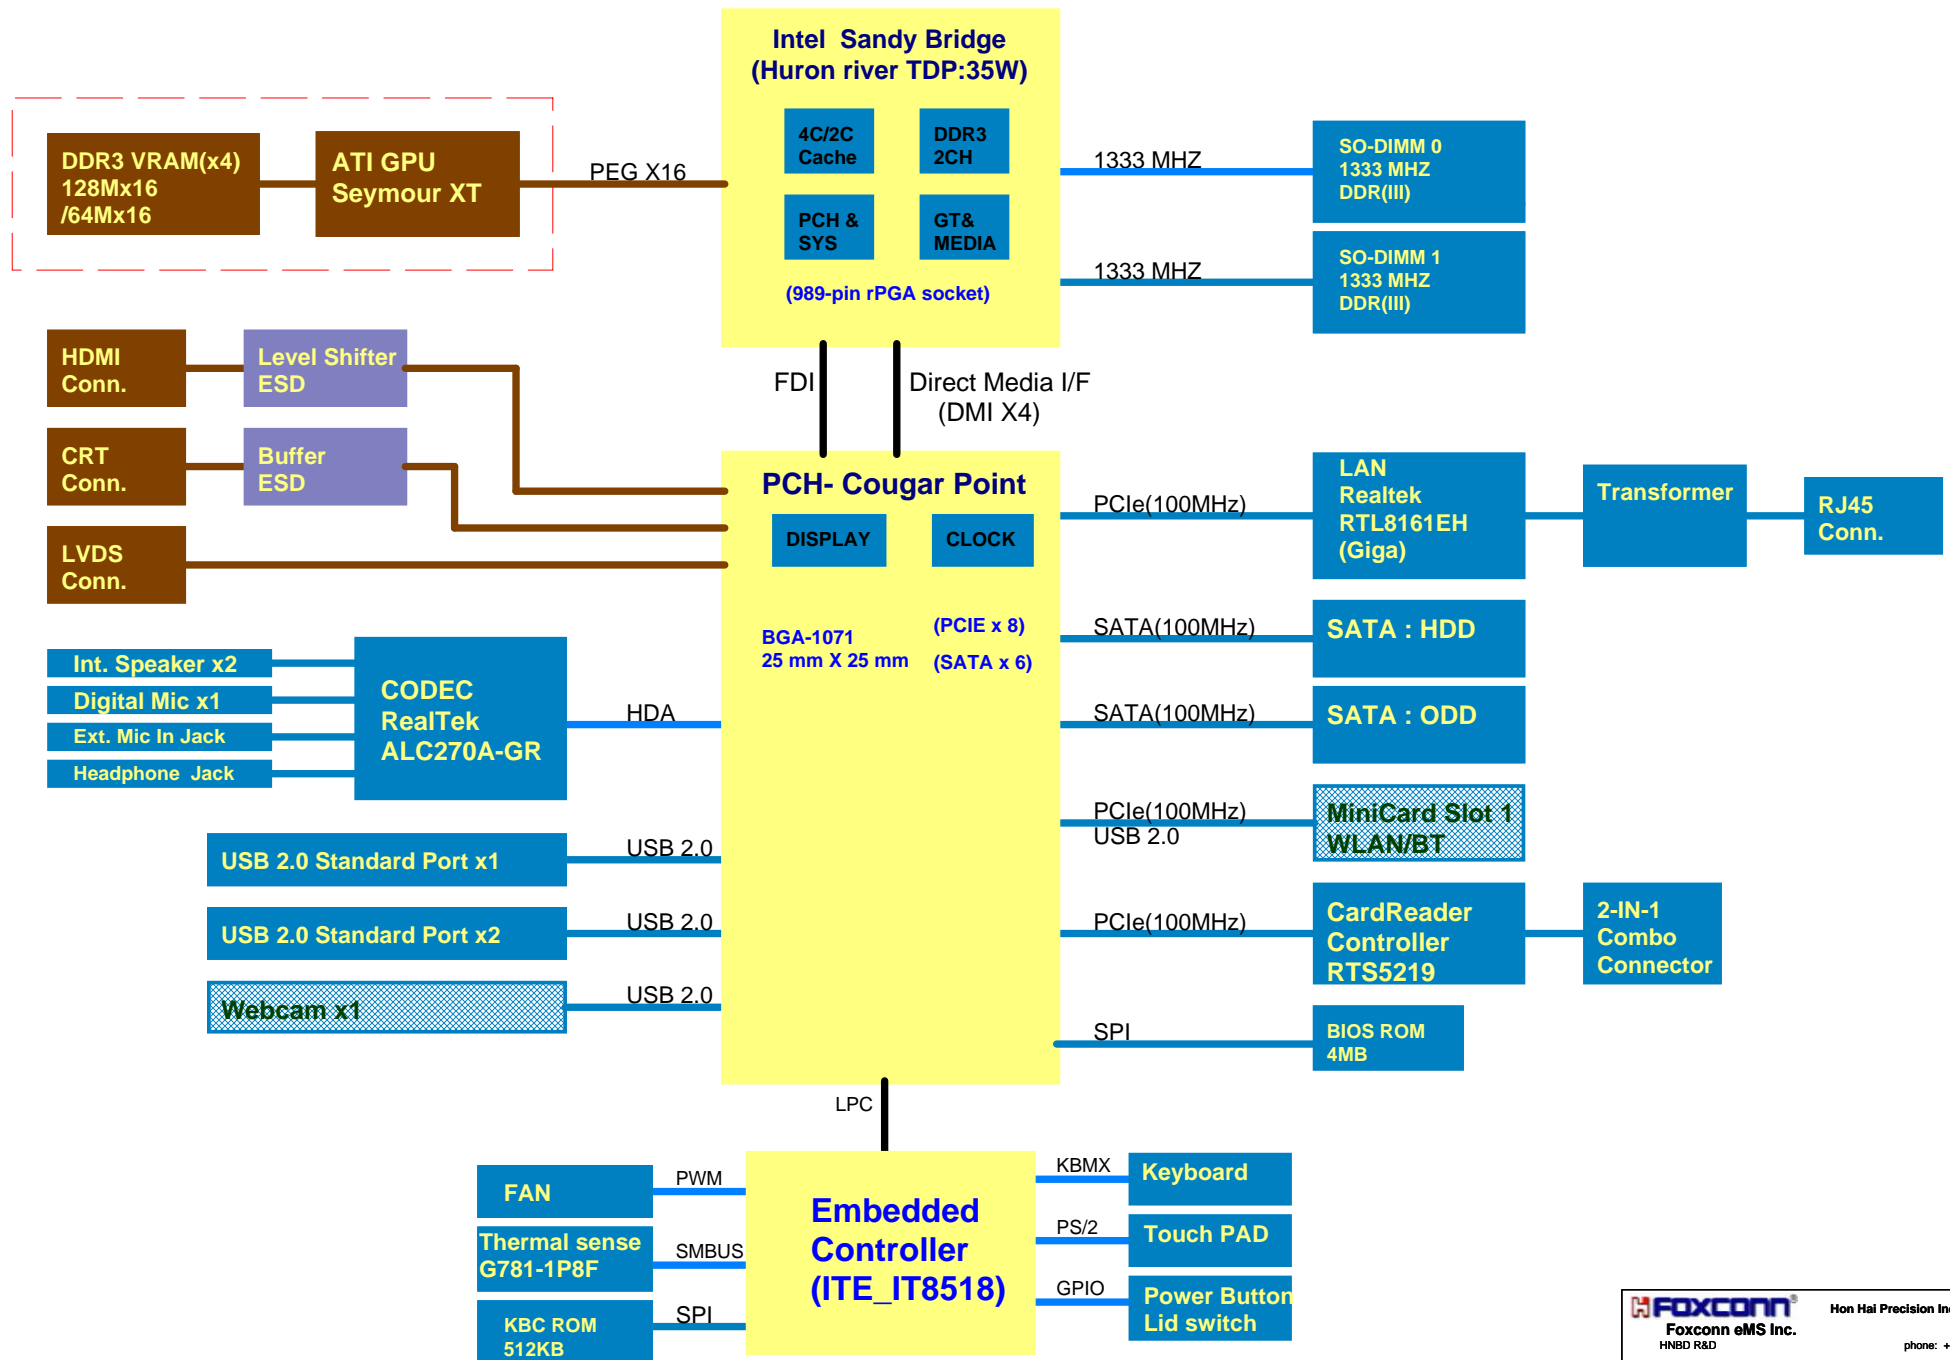 Intel Sandy Bridge
(Huron river TDP:35W)
4C/2C
Cache
DDR3
2CH
PCH &
SYS
GT&
MEDIA
(989-pin rPGA socket)
DDR3 VRAM(x4)
128Mx16
/64Mx16
ATI GPU
Seymour XT
PEG X16
1333 MHZ
SO-DIMM 0
1333 MHZ
DDR(III)
1333 MHZ
SO-DIMM 1
1333 MHZ
DDR(III)
HDMI
Conn.
Level Shifter
ESD
FDI
Direct Media I/F
(DMI X4)
CRT
Conn.
Buffer
ESD
LVDS
Conn.
PCH- Cougar Point
DISPLAY
CLOCK
BGA-1071
25 mm X 25 mm
(PCIE x 8)
(SATA x 6)
PCIe(100MHz)
LAN
Realtek
RTL8161EH
(Giga)
Transformer
RJ45
Conn.
SATA(100MHz)
SATA : HDD
SATA(100MHz)
SATA : ODD
Int. Speaker x2
Digital Mic x1
Ext. Mic In Jack
Headphone Jack
CODEC
RealTek
ALC270A-GR
HDA
PCIe(100MHz)
USB 2.0
MiniCard Slot 1
WLAN/BT
USB 2.0 Standard Port x1
USB 2.0
USB 2.0 Standard Port x2
USB 2.0
Webcam x1
USB 2.0
PCIe(100MHz)
CardReader
Controller
RTS5219
2-IN-1
Combo
Connector
SPI
BIOS ROM
4MB
LPC
FAN
PWM
Thermal sense
G781-1P8F
SMBUS
KBC ROM
512KB
SPI
Embedded
Controller
(ITE_IT8518)
KBMX
Keyboard
PS/2
Touch PAD
GPIO
Power Button
Lid switch
FOXCONN®
Hon Hai Precision Ind
Foxconn eMS Inc.
HNBD R&D
phone: +